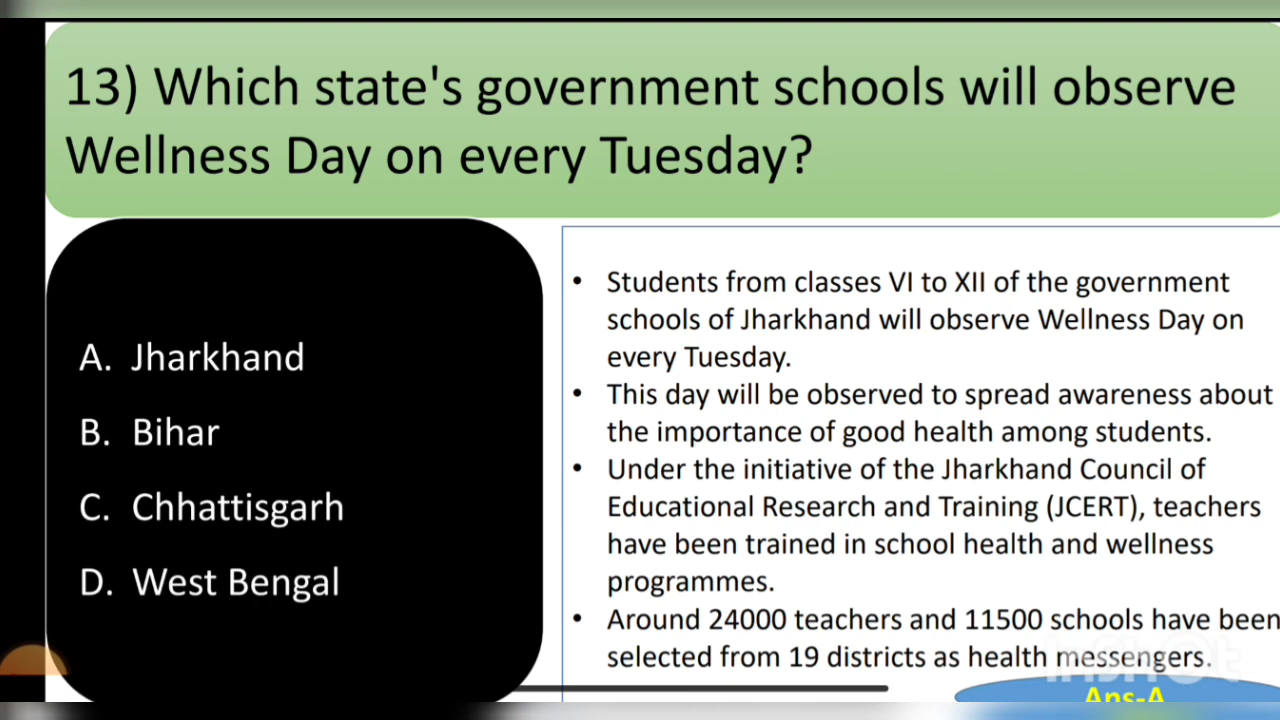 13) Which state's government schools will observe
Wellness Day on every Tuesday?
A. Jharkhand
B. Bihar
C. Chhattisgarh
D. West Bengal
• Students from classes VI to XII of the government
schools of Jharkhand will observe Wellness Day on
every Tuesday.
• This day will be observed to spread awareness about
the importance of good health among students.
• Under the initiative of the Jharkhand Council of
Educational Research and Training (JCERT), teachers
have been trained in school health and wellness
programmes.
• Around 24000 teachers and 11500 schools have been
selected from 19 districts as health messengers.
InShOt
Ans-A